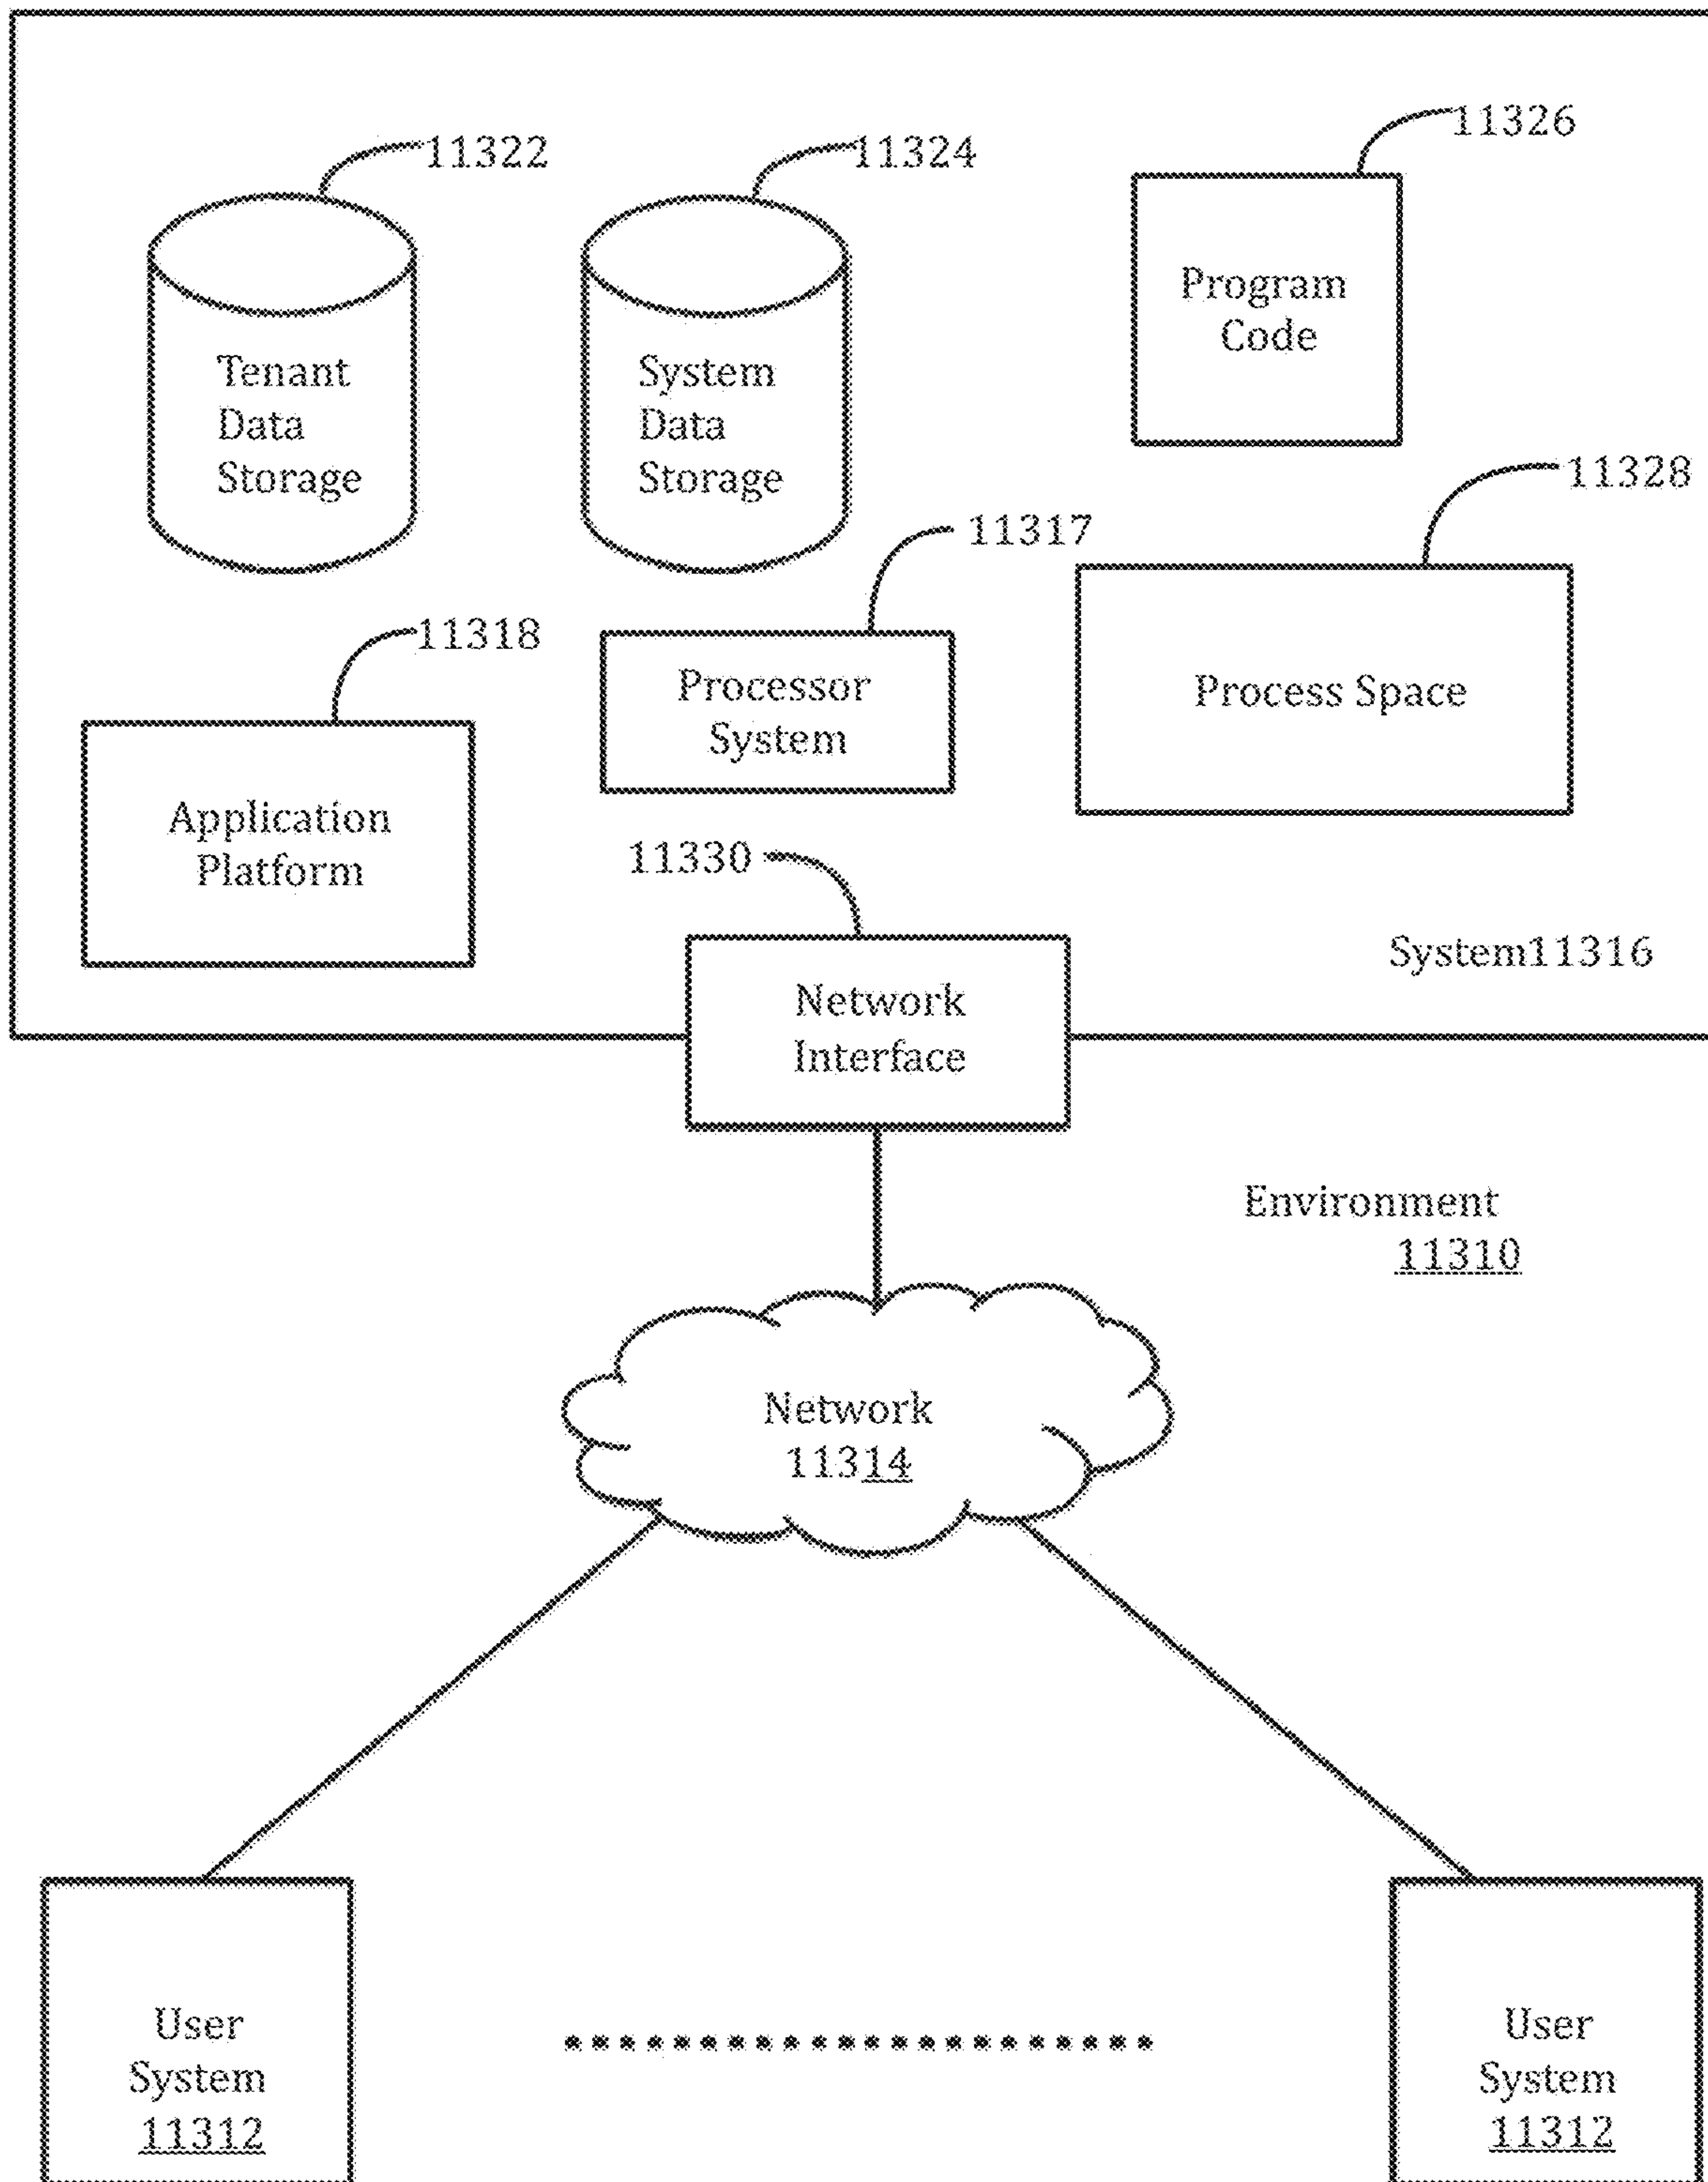 11326
11322
11324
Program
Code
Tenant
Data
Storage
System
Data
Storage
11328
11317
11318
Processor
System
Process Space
Application
Platform
11330
System11316
Network
Interface
Environment
11310
Network
11314
User
System
11312
User
System
11312